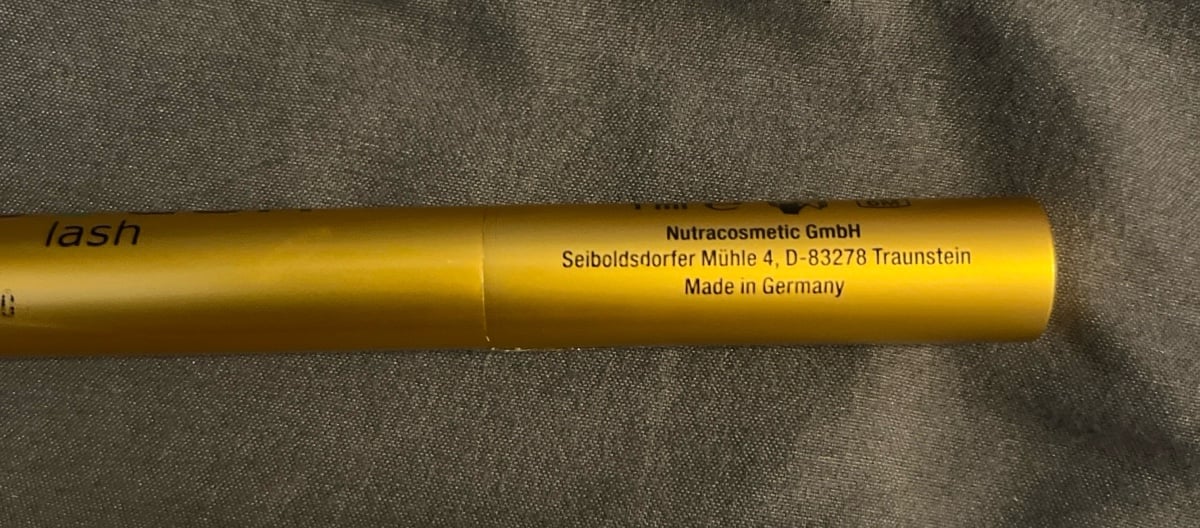 lash
Nutracosmetic GmbH
Seiboldsdorfer Mühle 4, D-83278 Traunstein
Made in Germany